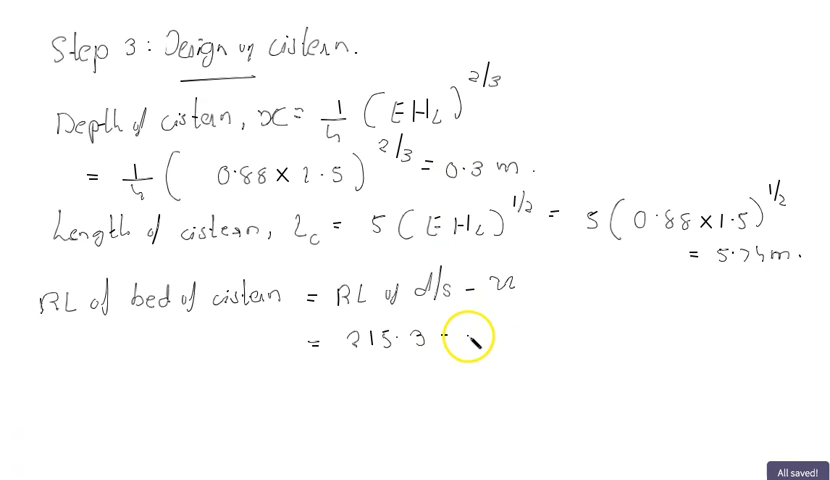 Step 3: Design of cistern.
Depth of cistern, x = 1/4 (E HL)^2/3
= 1/4 ( 0.88 × 1.5 )^2/3 = 0.3 m.
Length of cistern, Lc = 5 (E HL)^1/2 = 5 (0.88 × 1.5)^1/2
= 5.74m.
RL of bed of cistern = RL of d/s - x
= 215.3 -
All saved!